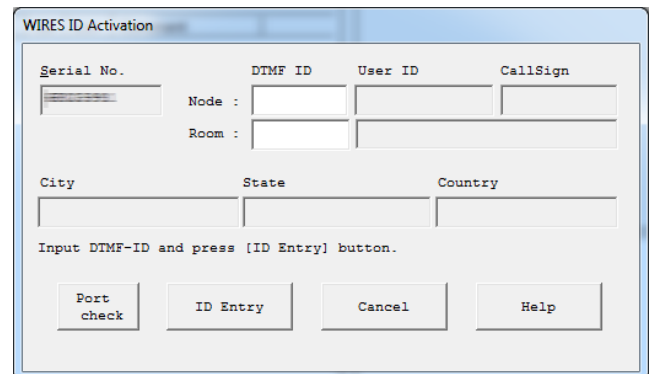 WIRES ID Activation
Serial No. DTMF ID User ID CallSign
Node :
Room :
City State Country
Input DTMF-ID and press [ID Entry] button.
Port check ID Entry Cancel Help